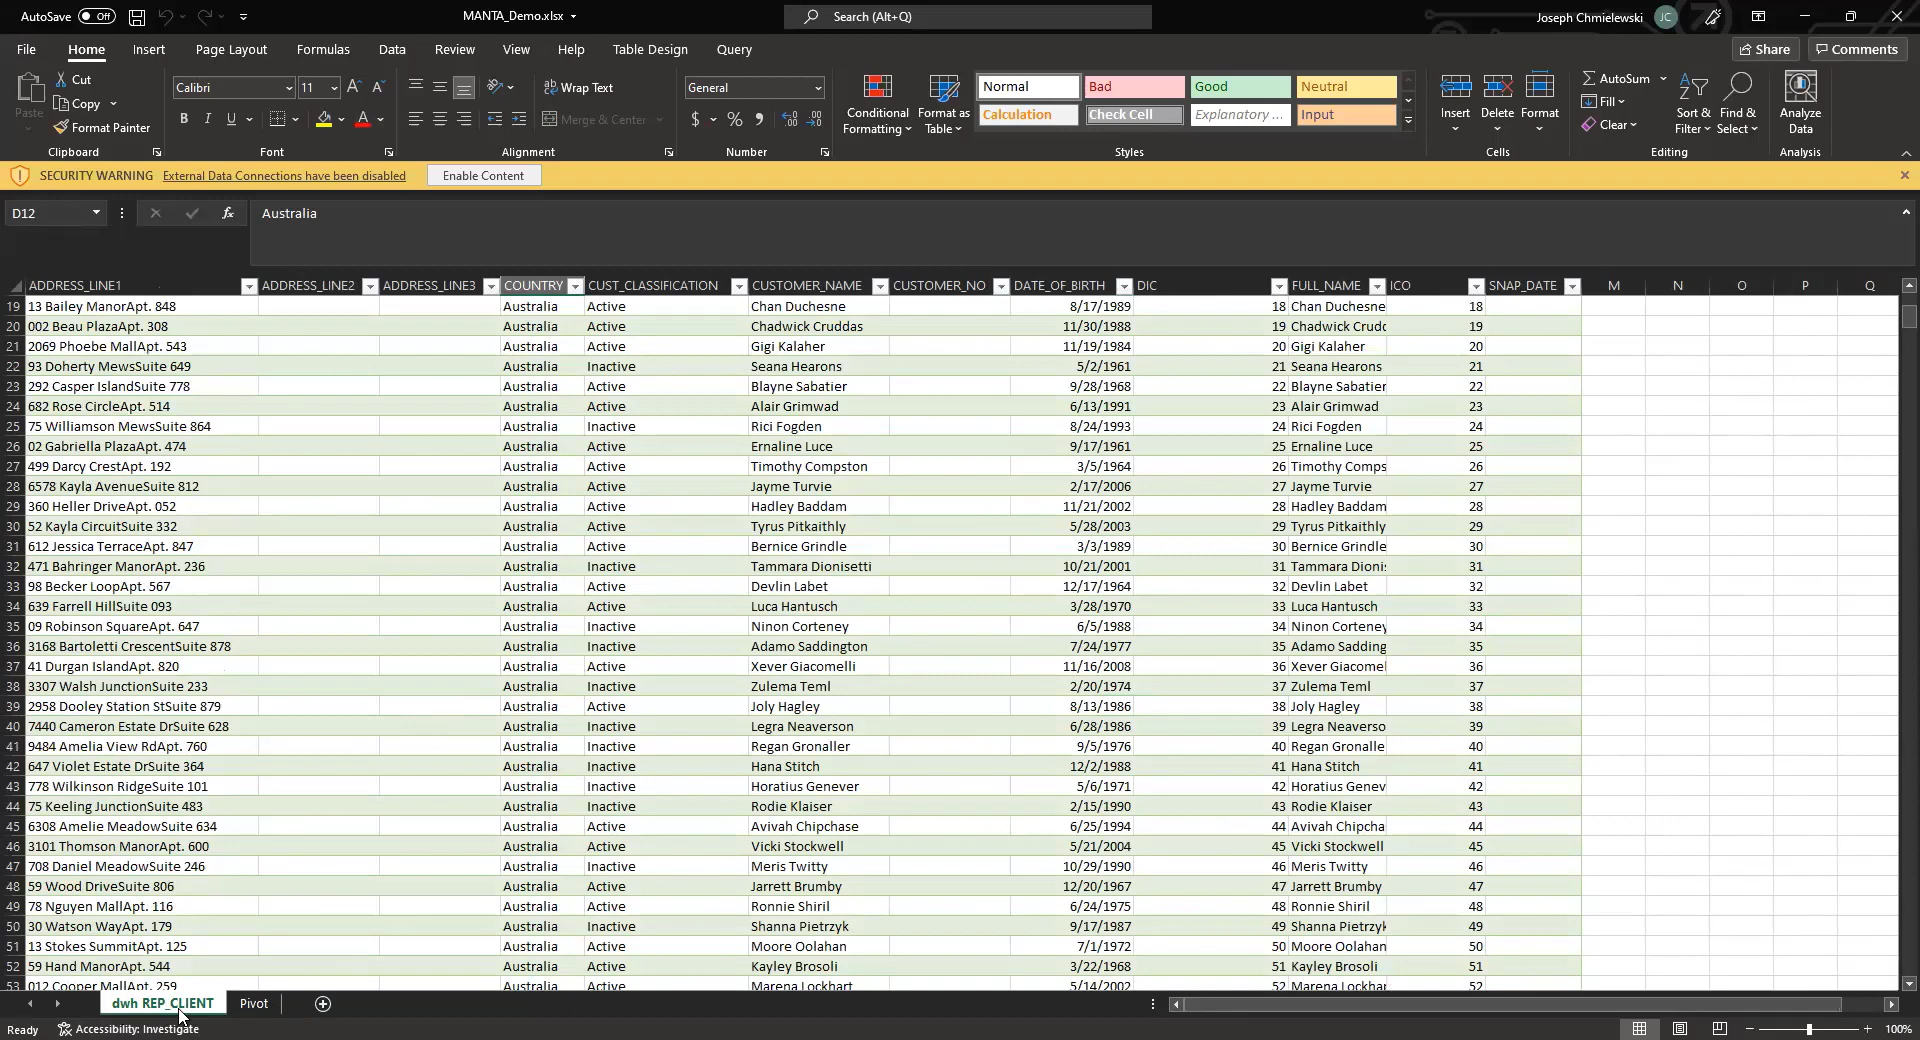 AutoSave Off MANTA_Demo.xlsx Search (Alt+Q) Joseph Chmielewski JC
File Home Insert Page Layout Formulas Data Review View Help Table Design Query Share Comments
Paste Cut Copy Format Painter Clipboard
Calibri 11 A A B I U A Font
Wrap Text Merge & Center Alignment
General $ % Number
Conditional Formatting Format as Table
Normal Bad Good Neutral
Calculation Check Cell Explanatory ... Input
Styles
Insert Delete Format Cells
AutoSum Fill Clear Sort & Filter Find & Select Editing
Analyze Data Analysis
SECURITY WARNING External Data Connections have been disabled Enable Content
D12 fx Australia
ADDRESS_LINE1 ADDRESS_LINE2 ADDRESS_LINE3 COUNTRY CUST_CLASSIFICATION CUSTOMER_NAME CUSTOMER_NO DATE_OF_BIRTH DIC FULL_NAME ICO SNAP_DATE M N O P Q
19 13 Bailey ManorApt. 848 Australia Active Chan Duchesne 8/17/1989 18 Chan Duchesne 18
20 002 Beau PlazaApt. 308 Australia Active Chadwick Cruddas 11/30/1988 19 Chadwick Crudd 19
21 2069 Phoebe MallApt. 543 Australia Active Gigi Kalaher 11/19/1984 20 Gigi Kalaher 20
22 93 Doherty MewsSuite 649 Australia Inactive Seana Hearons 5/2/1961 21 Seana Hearons 21
23 292 Casper IslandSuite 778 Australia Active Blayne Sabatier 9/28/1968 22 Blayne Sabatier 22
24 682 Rose CircleApt. 514 Australia Active Alair Grimwad 6/13/1991 23 Alair Grimwad 23
25 75 Williamson MewsSuite 864 Australia Inactive Rici Fogden 8/24/1993 24 Rici Fogden 24
26 02 Gabriella PlazaApt. 474 Australia Active Ernaline Luce 9/17/1961 25 Ernaline Luce 25
27 499 Darcy CrestApt. 192 Australia Active Timothy Compston 3/5/1964 26 Timothy Comps 26
28 6578 Kayla AvenueSuite 812 Australia Active Jayme Turvie 2/17/2006 27 Jayme Turvie 27
29 360 Heller DriveApt. 052 Australia Active Hadley Baddam 11/21/2002 28 Hadley Baddam 28
30 52 Kayla CircuitSuite 332 Australia Active Tyrus Pitkaithly 5/28/2003 29 Tyrus Pitkaithly 29
31 612 Jessica TerraceApt. 847 Australia Active Bernice Grindle 3/3/1989 30 Bernice Grindle 30
32 471 Bahringer ManorApt. 236 Australia Inactive Tammara Dionisetti 10/21/2001 31 Tammara Dionis 31
33 98 Becker LoopApt. 567 Australia Active Devlin Labet 12/17/1964 32 Devlin Labet 32
34 639 Farrell HillSuite 093 Australia Active Luca Hantusch 3/28/1970 33 Luca Hantusch 33
35 09 Robinson SquareApt. 647 Australia Inactive Ninon Corteney 6/5/1988 34 Ninon Corteney 34
36 3168 Bartoletti CrescentSuite 878 Australia Inactive Adamo Saddington 7/24/1977 35 Adamo Sadding 35
37 41 Durgan IslandApt. 820 Australia Active Xever Giacomelli 11/16/2008 36 Xever Giacomel 36
38 3307 Walsh JunctionSuite 233 Australia Inactive Zulema Teml 2/20/1974 37 Zulema Teml 37
39 2958 Dooley Station StSuite 879 Australia Active Joly Hagley 8/13/1986 38 Joly Hagley 38
40 7440 Cameron Estate DrSuite 628 Australia Inactive Legra Neaverson 6/28/1986 39 Legra Neaverso 39
41 9484 Amelia View RdApt. 760 Australia Inactive Regan Gronaller 9/5/1976 40 Regan Gronalle 40
42 647 Violet Estate DrSuite 364 Australia Inactive Hana Stitch 12/2/1988 41 Hana Stitch 41
43 778 Wilkinson RidgeSuite 101 Australia Inactive Horatius Genever 5/6/1971 42 Horatius Genev 42
44 75 Keeling JunctionSuite 483 Australia Inactive Rodie Klaiser 2/15/1990 43 Rodie Klaiser 43
45 6308 Amelie MeadowSuite 634 Australia Active Avivah Chipchase 6/25/1994 44 Avivah Chipcha 44
46 3101 Thomson ManorApt. 600 Australia Active Vicki Stockwell 5/21/2004 45 Vicki Stockwell 45
47 708 Daniel MeadowSuite 246 Australia Inactive Meris Twitty 10/29/1990 46 Meris Twitty 46
48 59 Wood DriveSuite 806 Australia Active Jarrett Brumby 12/20/1967 47 Jarrett Brumby 47
49 78 Nguyen MallApt. 116 Australia Active Ronnie Shiril 6/24/1975 48 Ronnie Shiril 48
50 30 Watson WayApt. 179 Australia Inactive Shanna Pietrzyk 9/17/1987 49 Shanna Pietrzyk 49
51 13 Stokes SummitApt. 125 Australia Active Moore Oolahan 7/1/1972 50 Moore Oolahan 50
52 59 Hand ManorApt. 544 Australia Active Kayley Brosoli 3/22/1968 51 Kayley Brosoli 51
53 012 Cooper MallApt. 259 Australia Active Marena Lockhart 5/14/2002 52 Marena Lockhar 52
dwh REP_CLIENT Pivot
Ready Accessibility: Investigate 100%